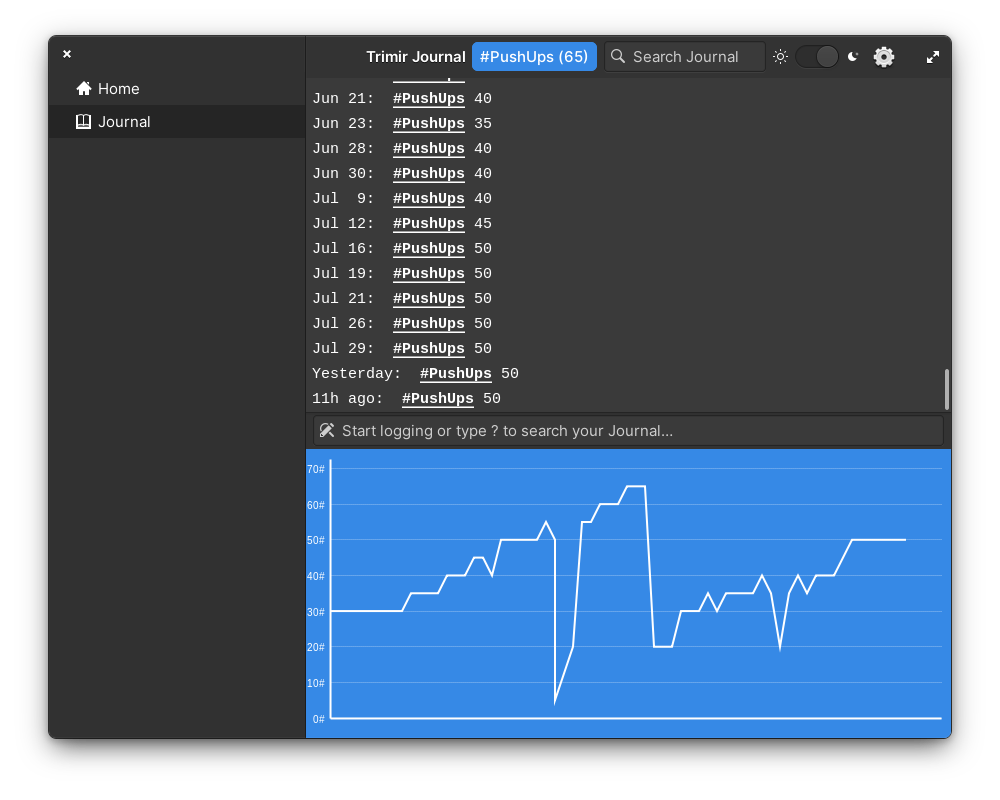 Trimir Journal #PushUps (65) Search Journal
Home
Journal
Jun 21:  #PushUps 40
Jun 23:  #PushUps 35
Jun 28:  #PushUps 40
Jun 30:  #PushUps 40
Jul  9:  #PushUps 40
Jul 12:  #PushUps 45
Jul 16:  #PushUps 50
Jul 19:  #PushUps 50
Jul 21:  #PushUps 50
Jul 26:  #PushUps 50
Jul 29:  #PushUps 50
Yesterday:  #PushUps 50
11h ago:  #PushUps 50
Start logging or type ? to search your Journal...
70#
60#
50#
40#
30#
20#
10#
0#